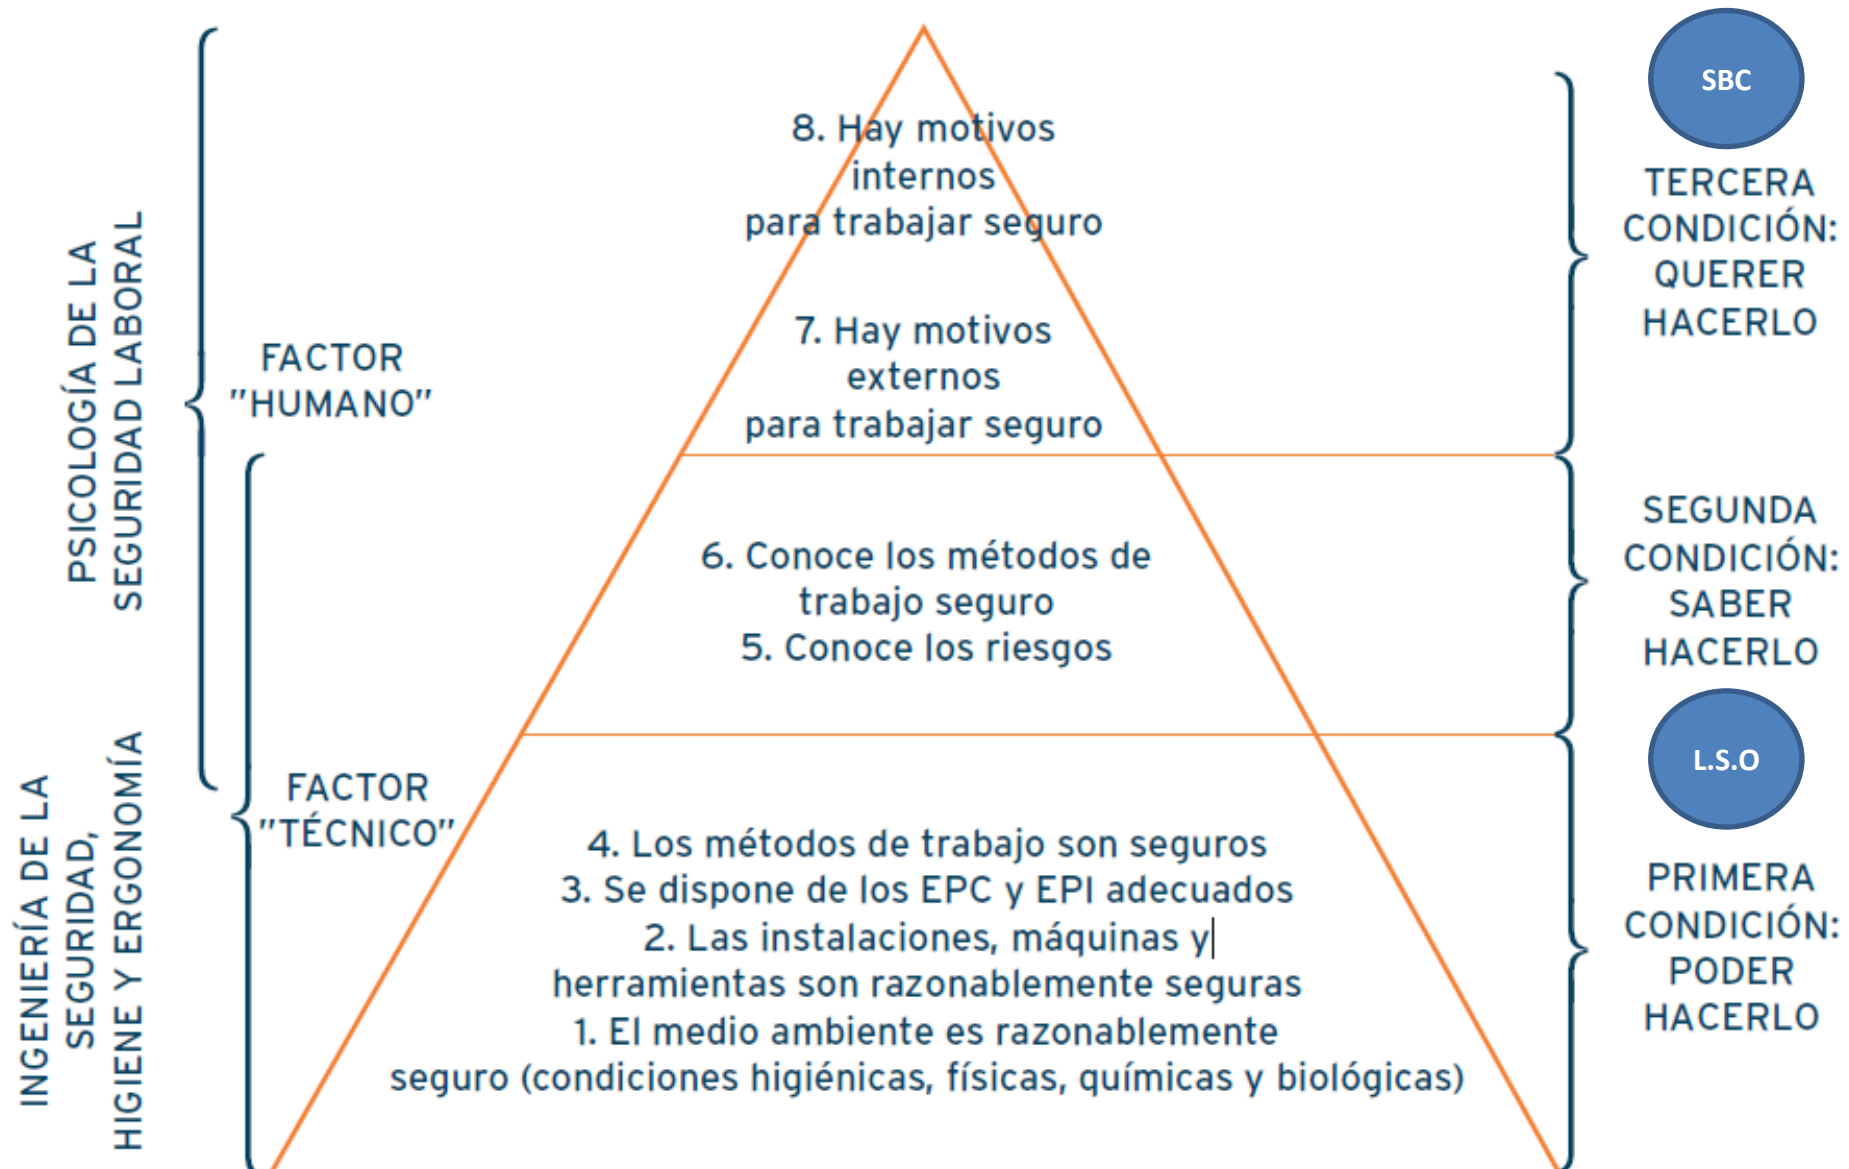 PSICOLOGÍA DE LA
SEGURIDAD LABORAL
INGENIERÍA DE LA
SEGURIDAD,
HIGIENE Y ERGONOMÍA
FACTOR
"HUMANO"
FACTOR
"TÉCNICO"
8. Hay motivos
internos
para trabajar seguro
7. Hay motivos
externos
para trabajar seguro
6. Conoce los métodos de
trabajo seguro
5. Conoce los riesgos
4. Los métodos de trabajo son seguros
3. Se dispone de los EPC y EPI adecuados
2. Las instalaciones, máquinas y
herramientas son razonablemente seguras
1. El medio ambiente es razonablemente
seguro (condiciones higiénicas, físicas, químicas y biológicas)
SBC
TERCERA
CONDICIÓN:
QUERER
HACERLO
SEGUNDA
CONDICIÓN:
SABER
HACERLO
L.S.O
PRIMERA
CONDICIÓN:
PODER
HACERLO